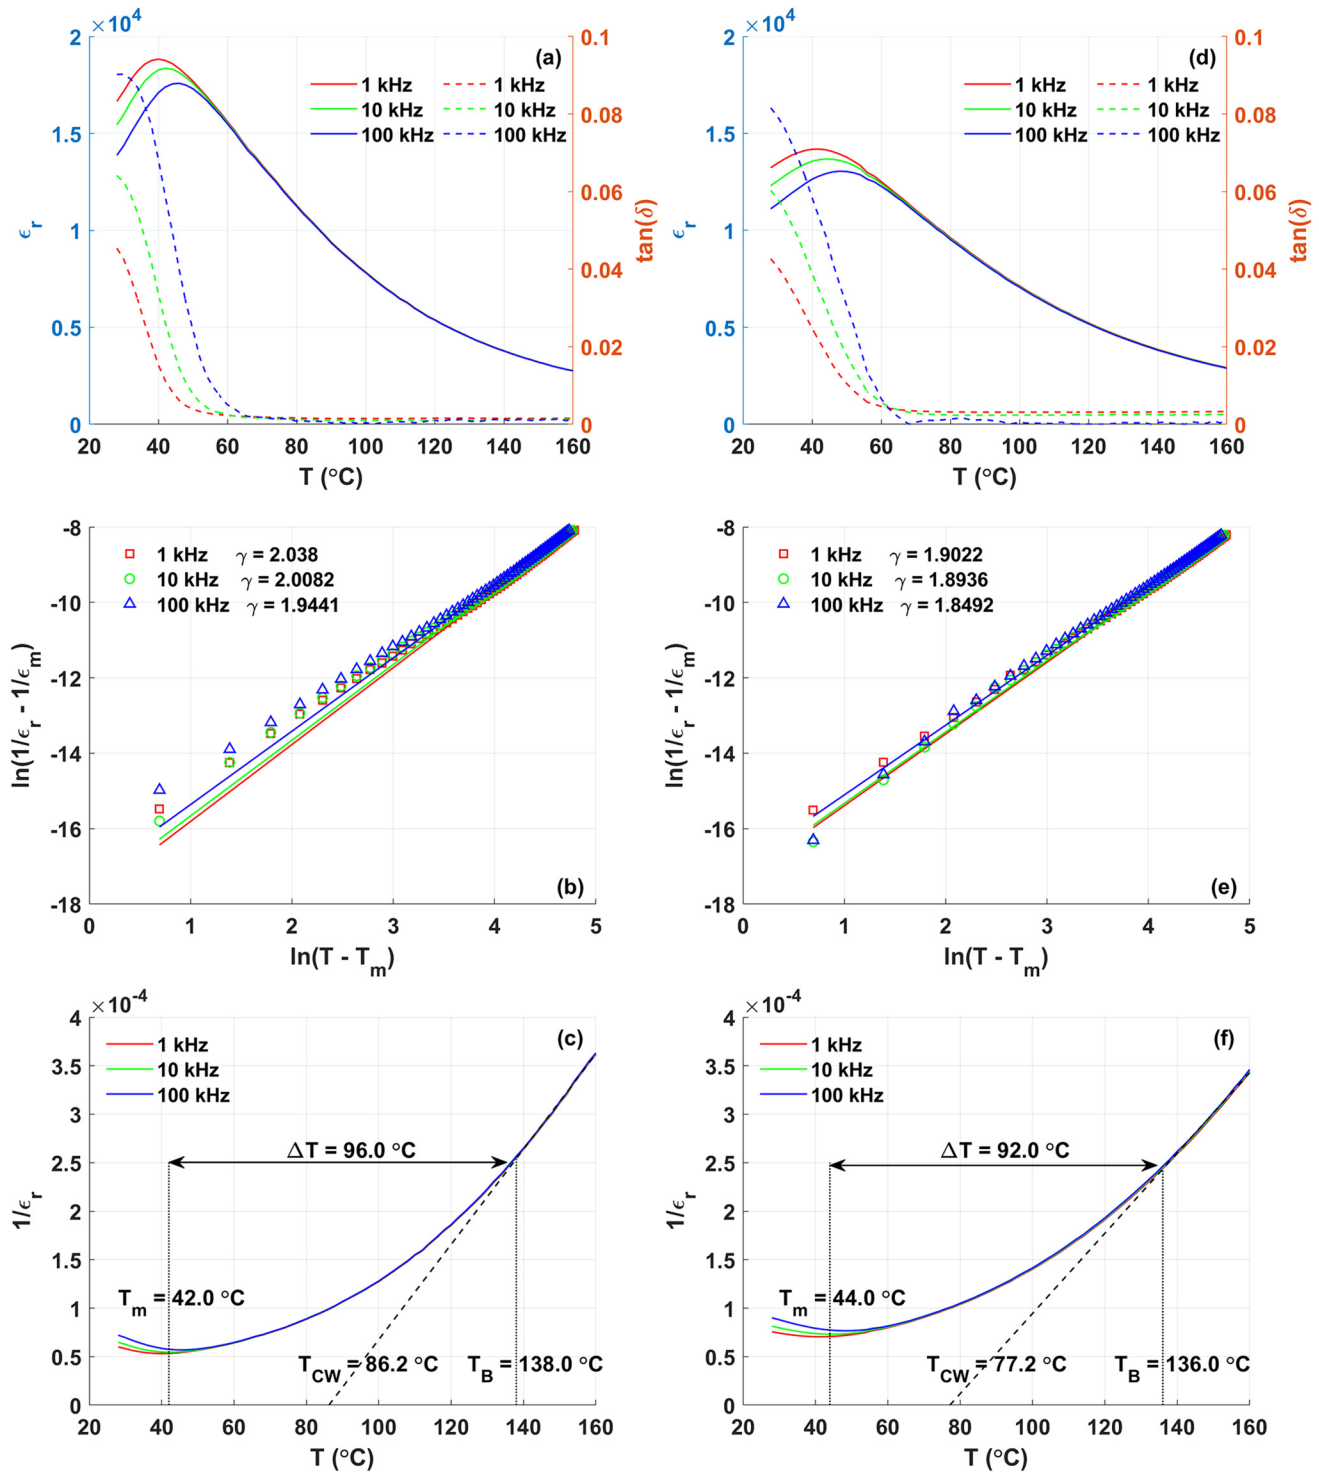 ×10⁴
(a)
1 kHz 1 kHz
10 kHz 10 kHz
100 kHz 100 kHz
2
1.5
1
0.5
0
0.1
0.08
0.06
0.04
0.02
0
ϵr
tan(δ)
20 40 60 80 100 120 140 160
T (°C)
×10⁴
(d)
1 kHz 1 kHz
10 kHz 10 kHz
100 kHz 100 kHz
2
1.5
1
0.5
0
0.1
0.08
0.06
0.04
0.02
0
ϵr
tan(δ)
20 40 60 80 100 120 140 160
T (°C)
1 kHz γ = 2.038
10 kHz γ = 2.0082
100 kHz γ = 1.9441
-8
-10
-12
-14
-16
-18
ln(1/ϵr - 1/ϵm)
(b)
0 1 2 3 4 5
ln(T - Tm)
1 kHz γ = 1.9022
10 kHz γ = 1.8936
100 kHz γ = 1.8492
-8
-10
-12
-14
-16
-18
ln(1/ϵr - 1/ϵm)
(e)
0 1 2 3 4 5
ln(T - Tm)
×10⁻⁴
(c)
1 kHz
10 kHz
100 kHz
4
3.5
3
2.5
2
1.5
1
0.5
0
1/ϵr
ΔT = 96.0 °C
Tm = 42.0 °C
TCW = 86.2 °C
TB = 138.0 °C
20 40 60 80 100 120 140 160
T (°C)
×10⁻⁴
(f)
1 kHz
10 kHz
100 kHz
4
3.5
3
2.5
2
1.5
1
0.5
0
1/ϵr
ΔT = 92.0 °C
Tm = 44.0 °C
TCW = 77.2 °C
TB = 136.0 °C
20 40 60 80 100 120 140 160
T (°C)